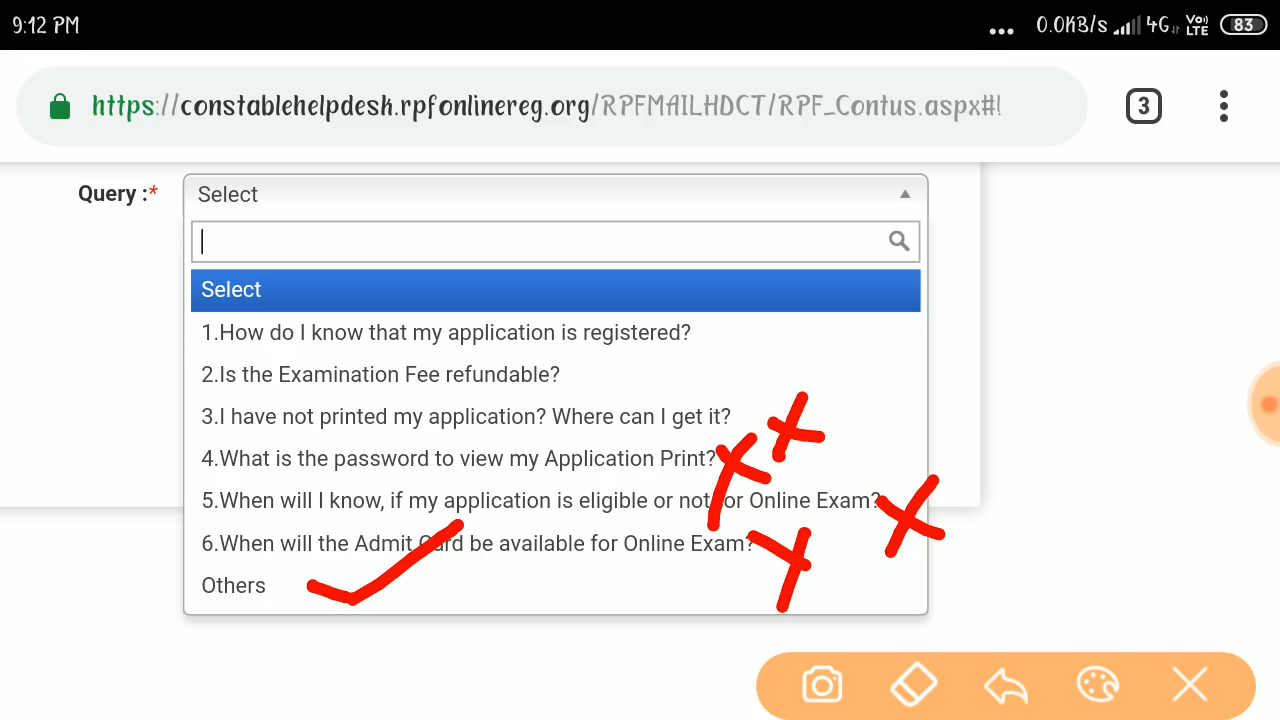 9:12 PM ... 0.0KB/s 4G Vo) LTE 83
https://constablehelpdesk.rpfonlinereg.org/RPFMAILHDCT/RPF_Contus.aspx#! 3
Query :* Select
Select
1.How do I know that my application is registered?
2.Is the Examination Fee refundable?
3.I have not printed my application? Where can I get it?
4.What is the password to view my Application Print?
5.When will I know, if my application is eligible or not for Online Exam?
6.When will the Admit Card be available for Online Exam?
Others